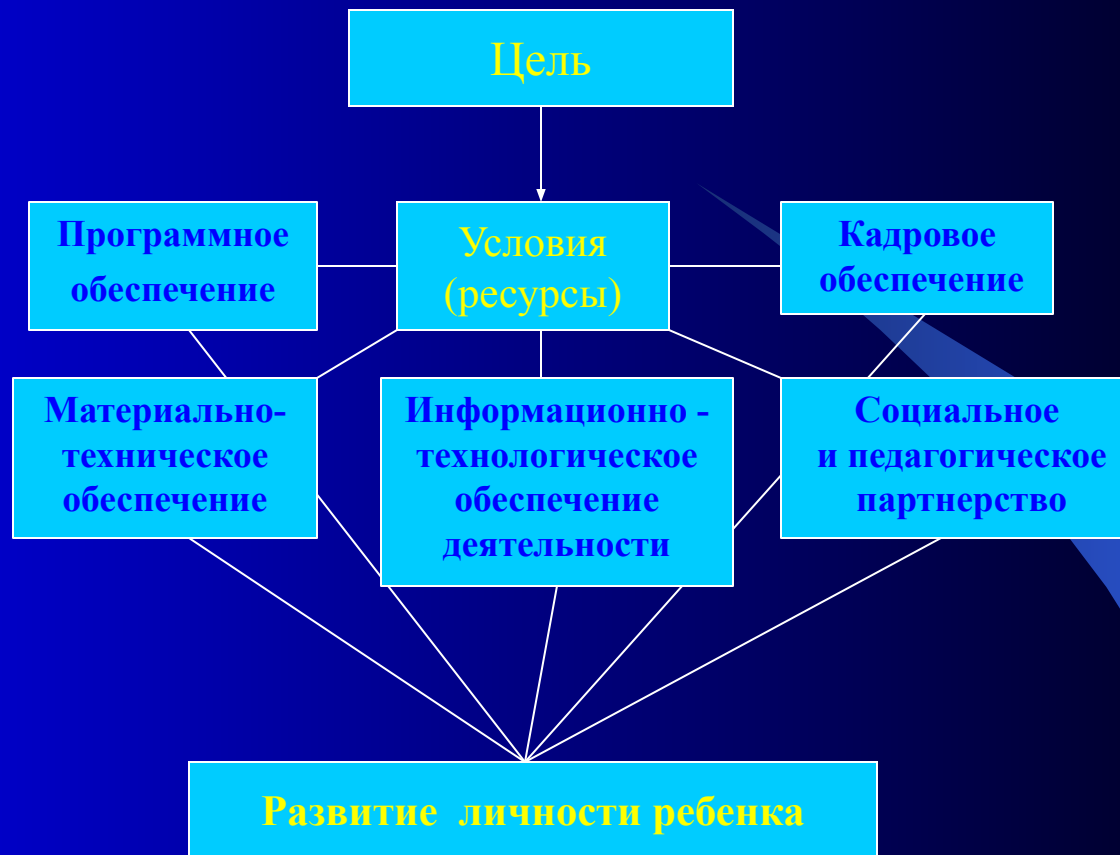 Цель
Программное
обеспечение
Условия
(ресурсы)
Кадровое
обеспечение
Материально-
техническое
обеспечение
Информационно -
технологическое
обеспечение
деятельности
Социальное
и педагогическое
партнерство
Развитие личности ребенка